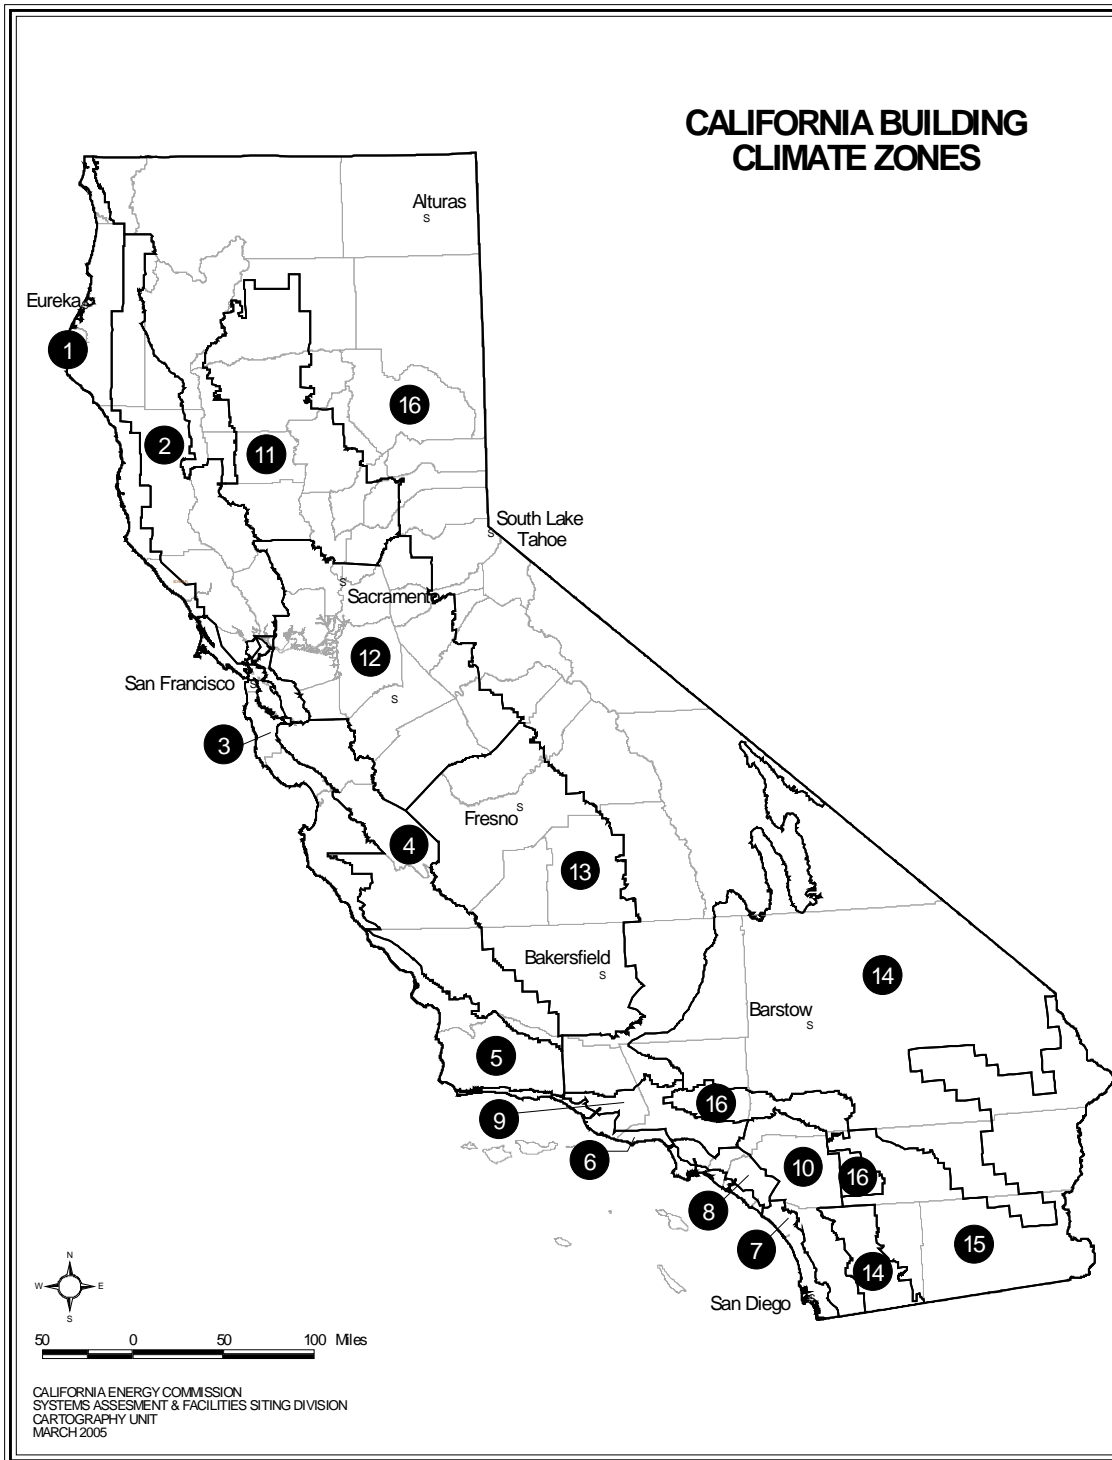 CALIFORNIA BUILDING
CLIMATE ZONES
Alturas
S
Eureka
1
16
2
11
South Lake
Tahoe
S
S
Sacramento
12
San Francisco
S
S
3
Fresno
S
4
13
Bakersfield
S
14
Barstow
S
5
9
16
6
10
16
8
7
15
14
San Diego
S
N
W
E
S
50
0
50
100 Miles
CALIFORNIA ENERGY COMMISSION
SYSTEMS ASSESMENT & FACILITIES SITING DIVISION
CARTOGRAPHY UNIT
MARCH 2005